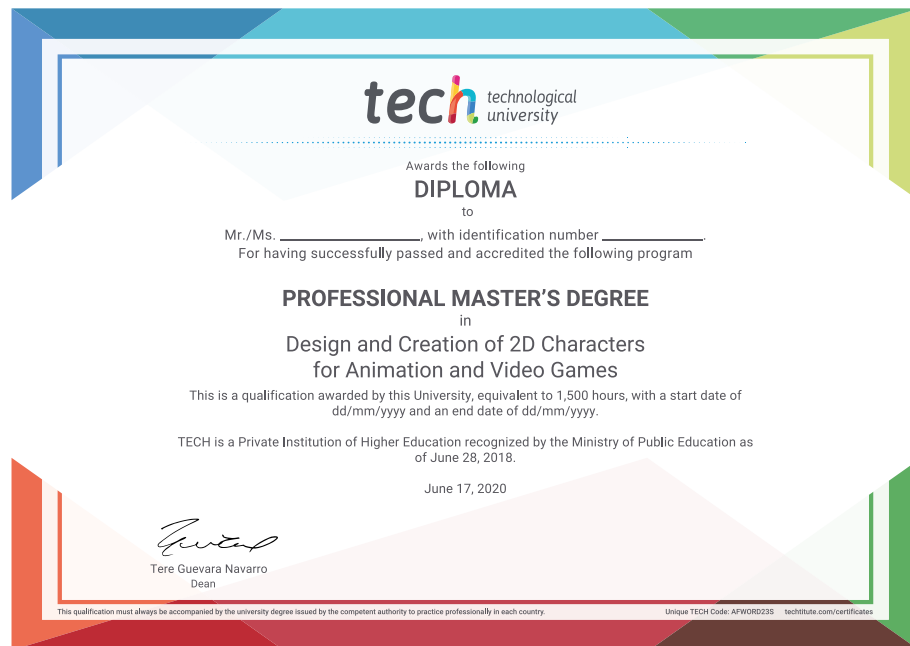 tech technological
university
Awards the following
DIPLOMA
to
Mr./Ms. ____________________, with identification number ______________.
For having successfully passed and accredited the following program
PROFESSIONAL MASTER'S DEGREE
in
Design and Creation of 2D Characters
for Animation and Video Games
This is a qualification awarded by this University, equivalent to 1,500 hours, with a start date of
dd/mm/yyyy and an end date of dd/mm/yyyy.
TECH is a Private Institution of Higher Education recognized by the Ministry of Public Education as
of June 28, 2018.
June 17, 2020
Tere Guevara Navarro
Dean
This qualification must always be accompanied by the university degree issued by the competent authority to practice professionally in each country.
Unique TECH Code: AFWORD23S techtitute.com/certificates